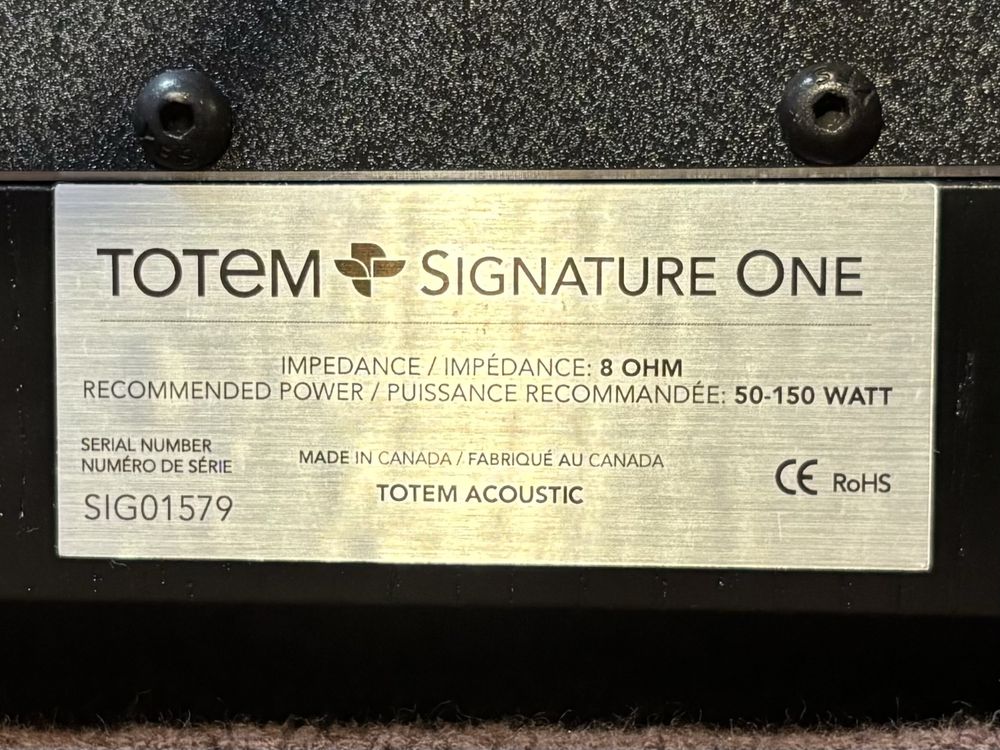 TOTeM SIGNATURE ONE
IMPEDANCE / IMPÉDANCE: 8 OHM
RECOMMENDED POWER / PUISSANCE RECOMMANDÉE: 50-150 WATT
SERIAL NUMBER
NUMÉRO DE SÉRIE
SIG01579
MADE IN CANADA / FABRIQUÉ AU CANADA
TOTEM ACOUSTIC
CE RoHS